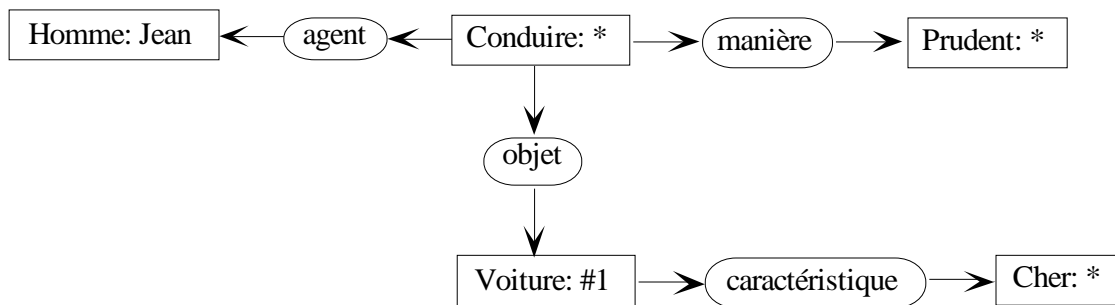 Homme: Jean agent Conduire: * manière Prudent: *
objet
Voiture: #1 caractéristique Cher: *